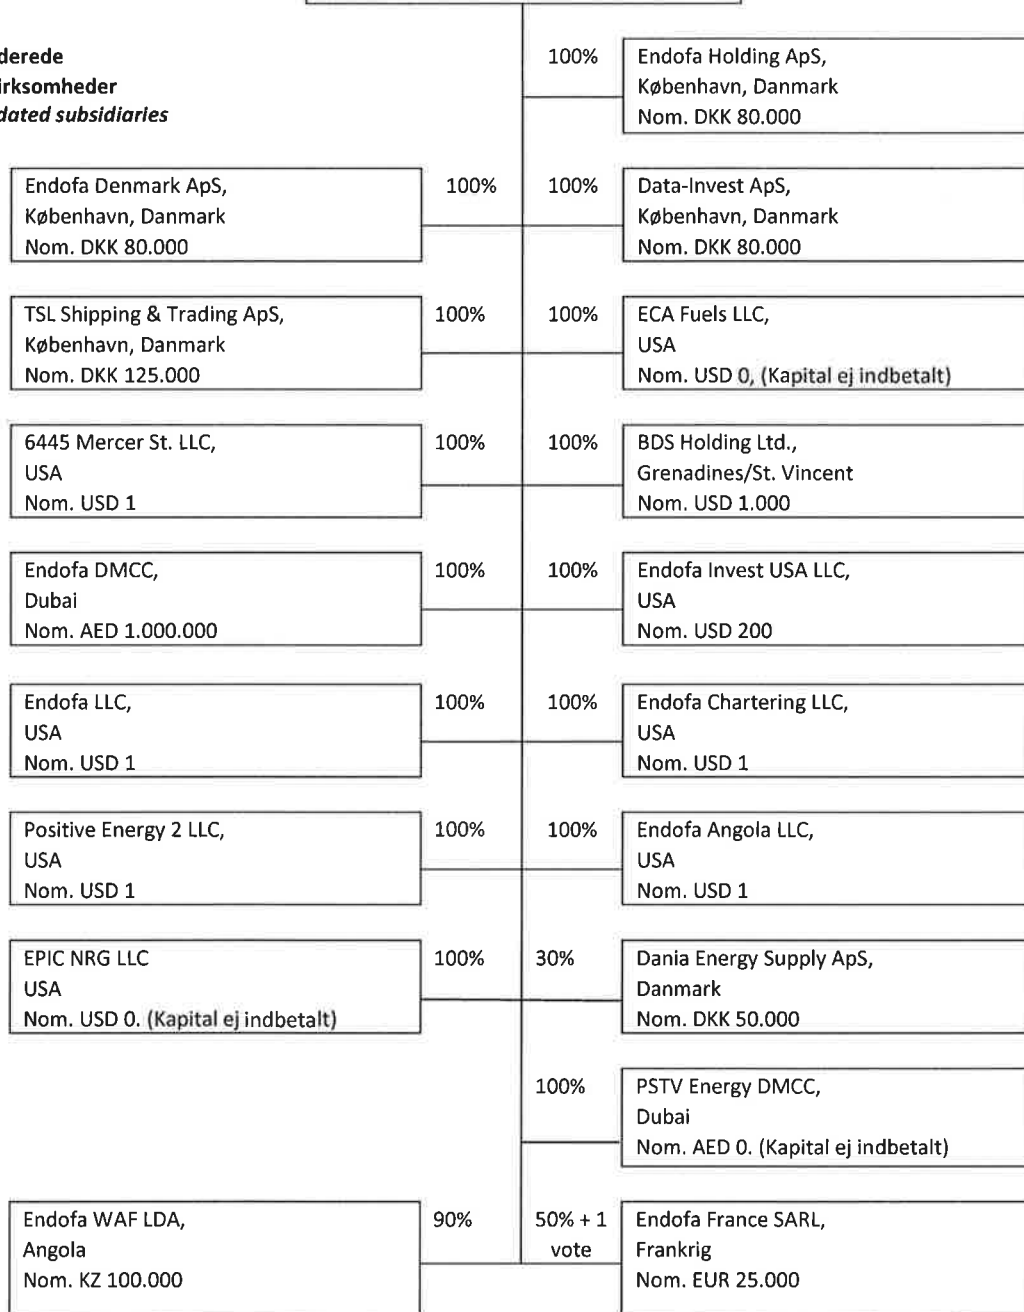 derede
irksomheder
dated subsidiaries
100%
Endofa Holding ApS,
København, Danmark
Nom. DKK 80.000
Endofa Denmark ApS,
København, Danmark
Nom. DKK 80.000
100%
100%
Data-Invest ApS,
København, Danmark
Nom. DKK 80.000
TSL Shipping & Trading ApS,
København, Danmark
Nom. DKK 125.000
100%
100%
ECA Fuels LLC,
USA
Nom. USD 0, (Kapital ej indbetalt)
6445 Mercer St. LLC,
USA
Nom. USD 1
100%
100%
BDS Holding Ltd.,
Grenadines/St. Vincent
Nom. USD 1.000
Endofa DMCC,
Dubai
Nom. AED 1.000.000
100%
100%
Endofa Invest USA LLC,
USA
Nom. USD 200
Endofa LLC,
USA
Nom. USD 1
100%
100%
Endofa Chartering LLC,
USA
Nom. USD 1
Positive Energy 2 LLC,
USA
Nom. USD 1
100%
100%
Endofa Angola LLC,
USA
Nom. USD 1
EPIC NRG LLC
USA
Nom. USD 0. (Kapital ej indbetalt)
100%
30%
Dania Energy Supply ApS,
Danmark
Nom. DKK 50.000
100%
PSTV Energy DMCC,
Dubai
Nom. AED 0. (Kapital ej indbetalt)
Endofa WAF LDA,
Angola
Nom. KZ 100.000
90%
50% + 1
vote
Endofa France SARL,
Frankrig
Nom. EUR 25.000